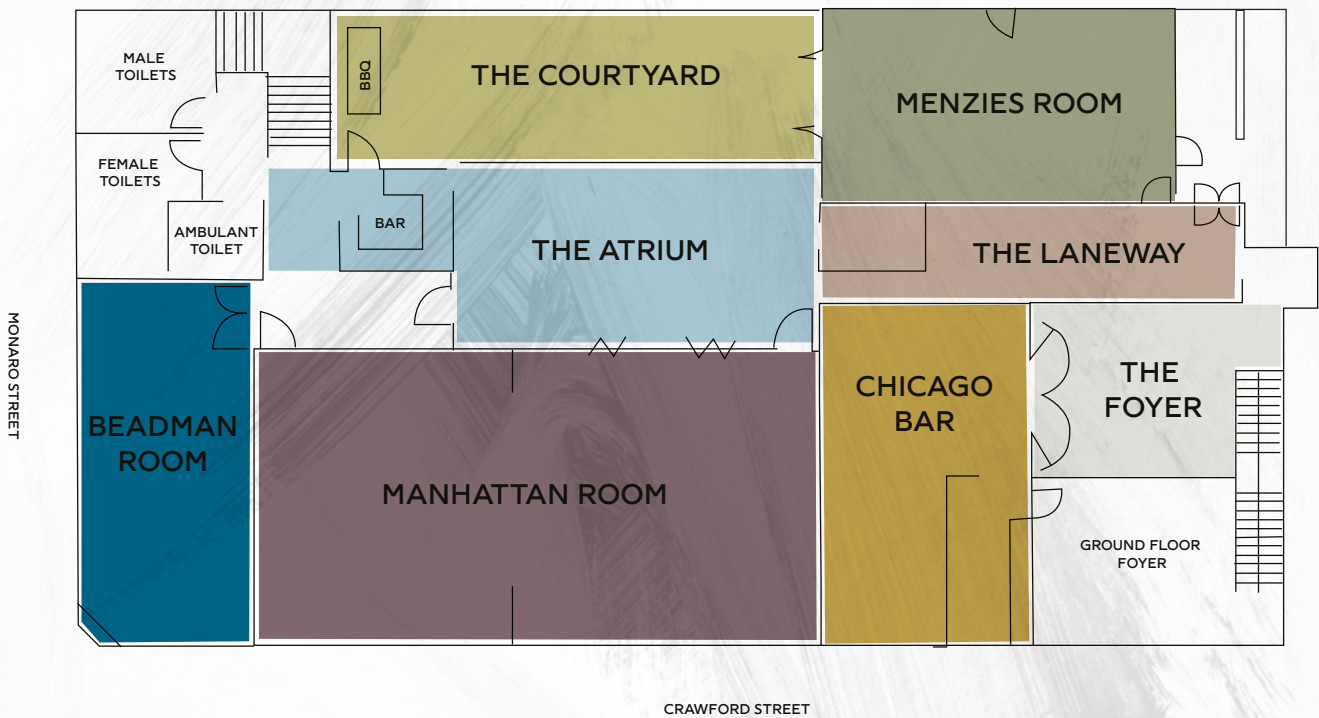 MALE
TOILETS
BBQ
THE COURTYARD
MENZIES ROOM
FEMALE
TOILETS
AMBULANT
TOILET
BAR
THE ATRIUM
THE LANEWAY
MONARO STREET
BEADMAN
ROOM
MANHATTAN ROOM
CHICAGO
BAR
THE
FOYER
GROUND FLOOR
FOYER
CRAWFORD STREET